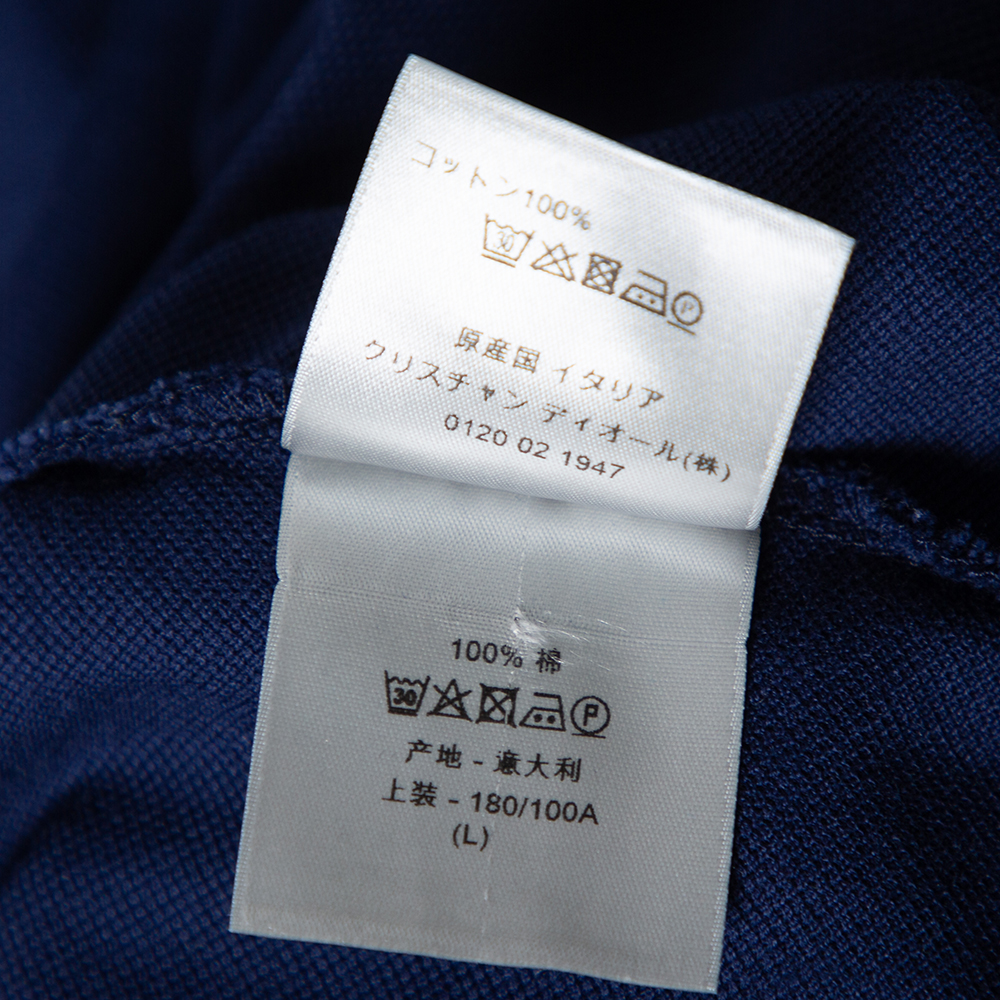 コットン100%
30 P
原産国 イタリア
クリスチャン ディオール(株)
0120 02 1947
100% 棉
30 P
产地 - 意大利
上装 - 180/100A
(L)